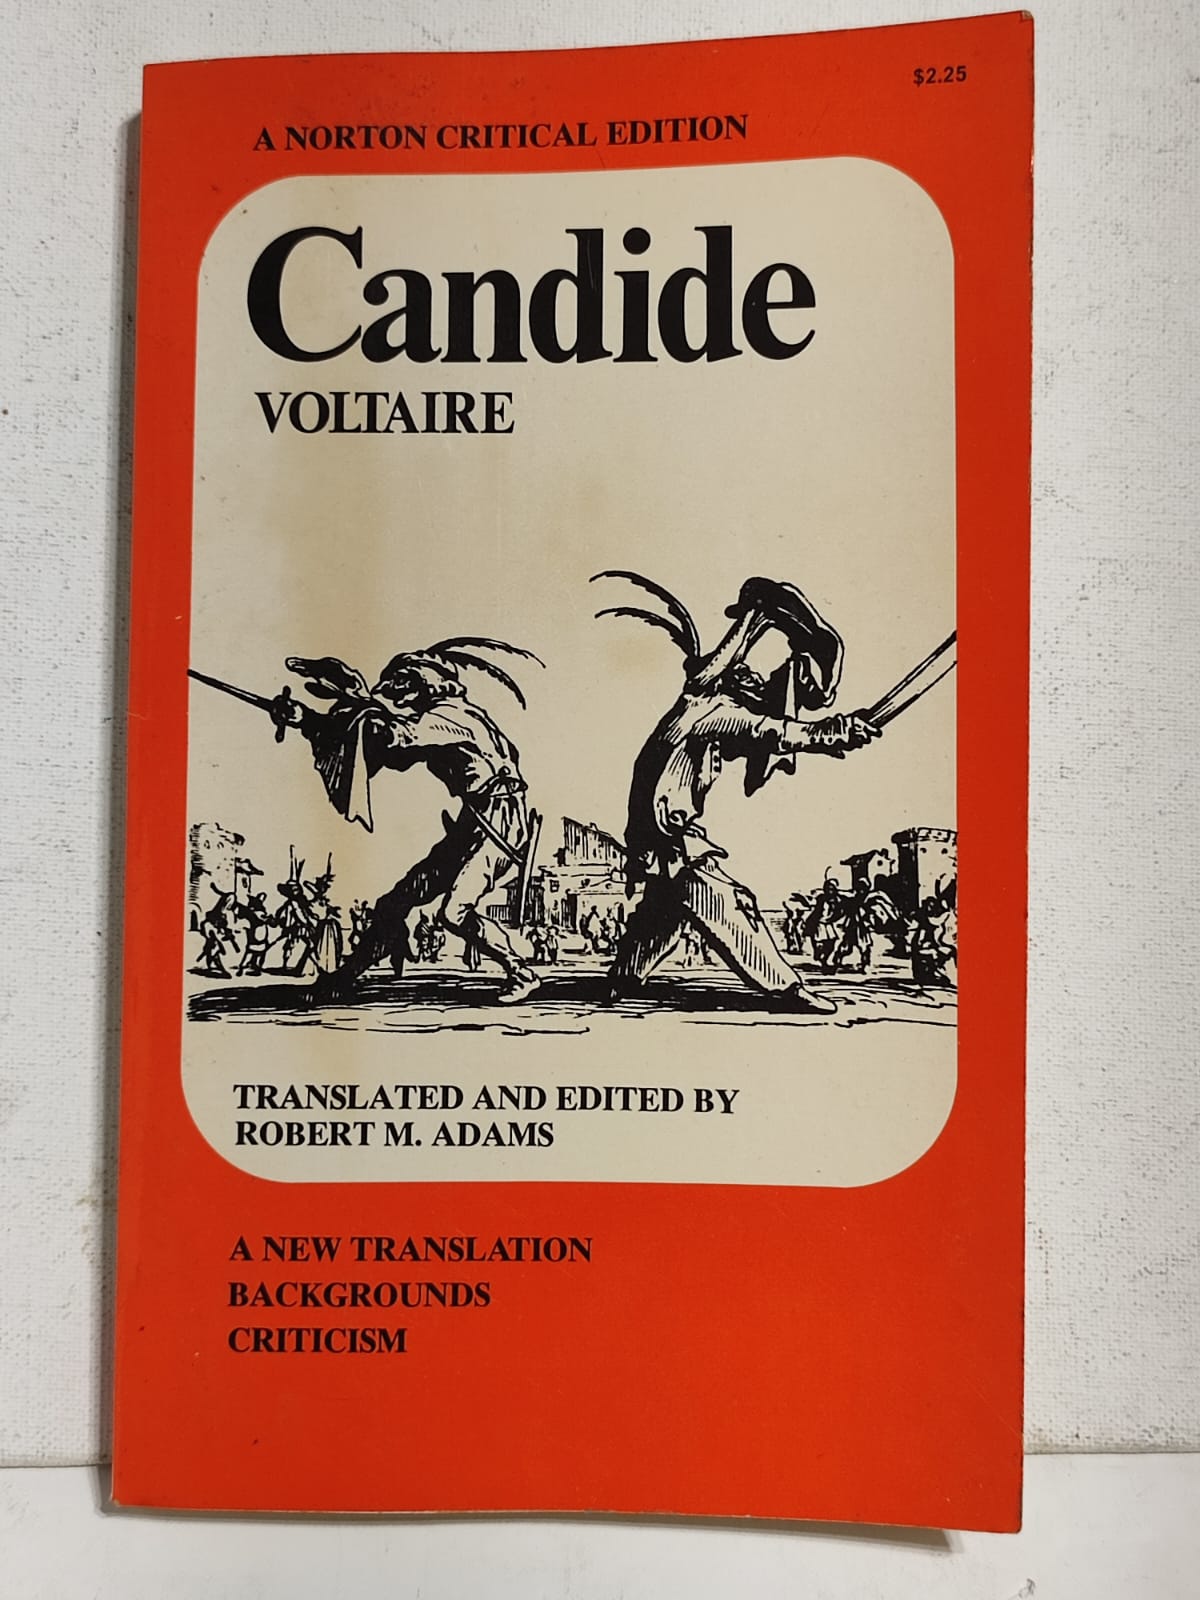 $2.25
A NORTON CRITICAL EDITION
Candide
VOLTAIRE
TRANSLATED AND EDITED BY
ROBERT M. ADAMS
A NEW TRANSLATION
BACKGROUNDS
CRITICISM